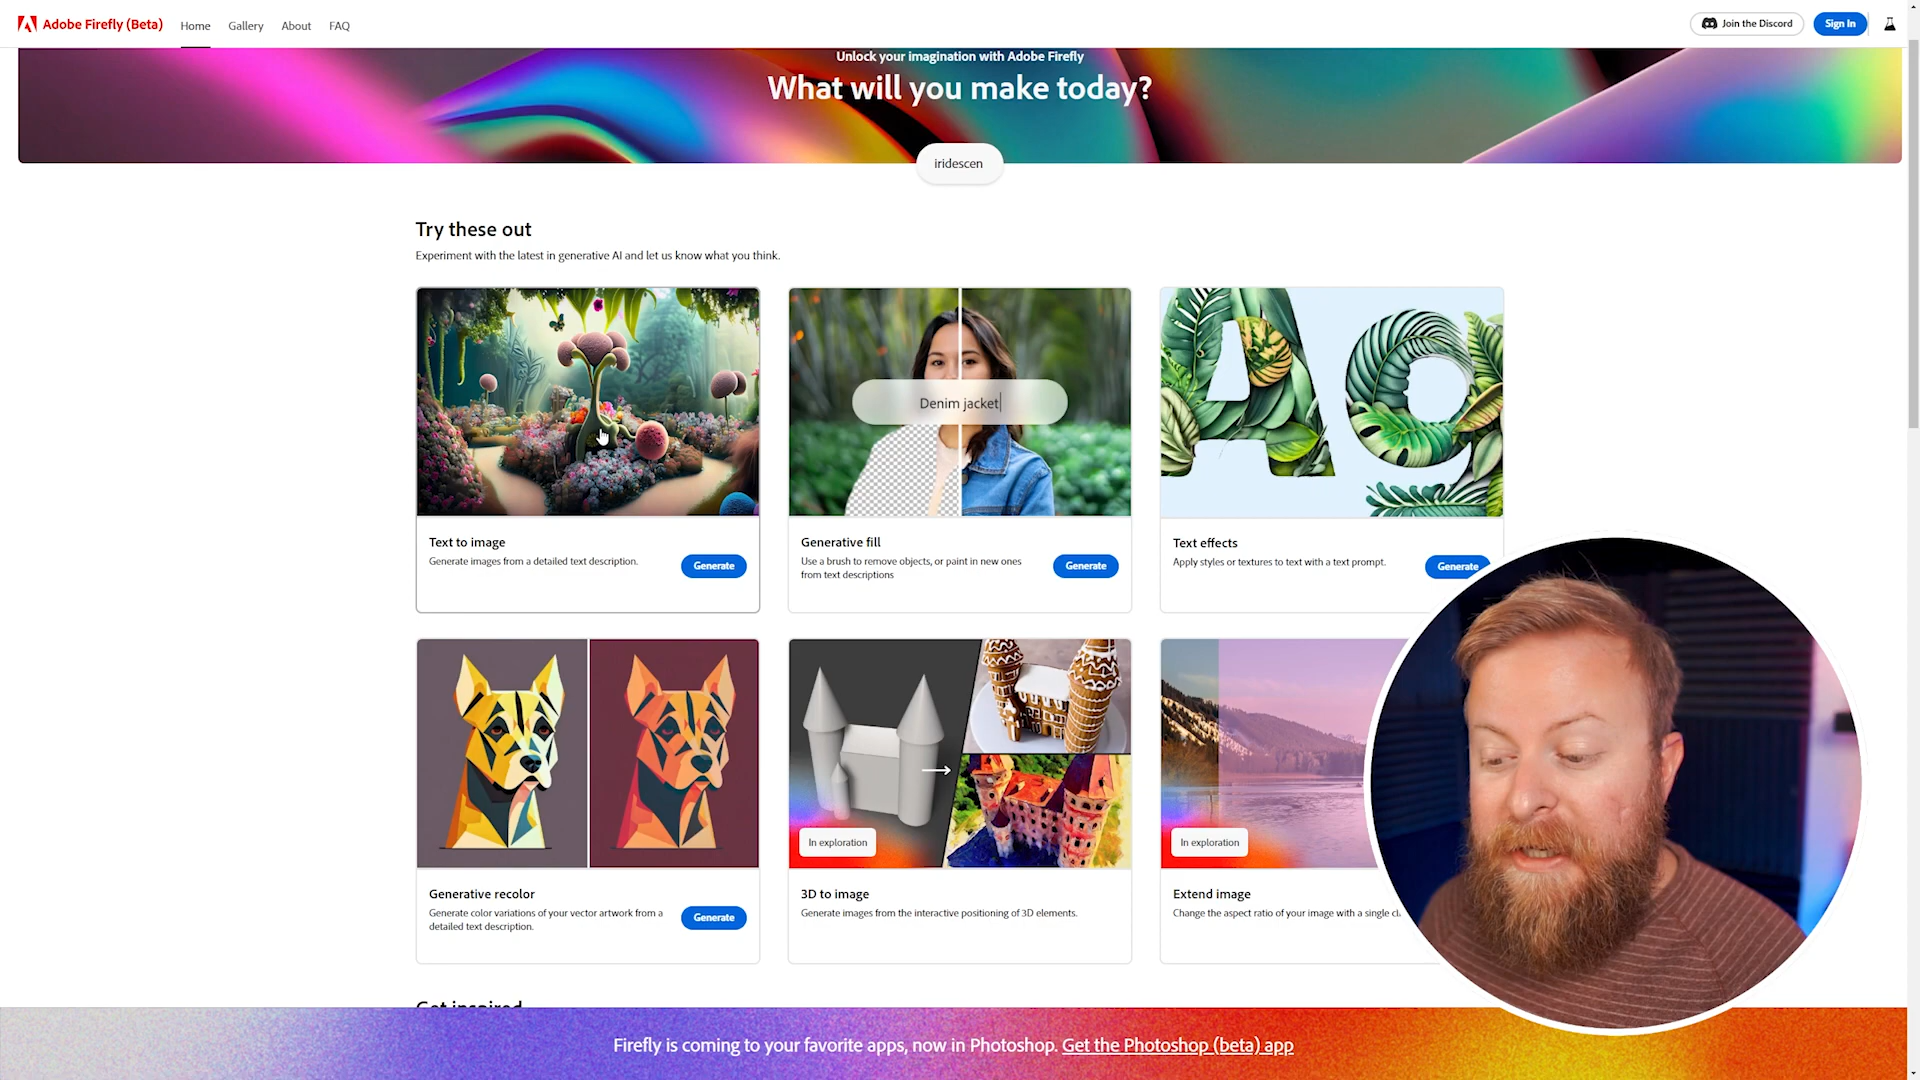 Adobe Firefly (Beta)
Home
Gallery
About
FAQ
Join the Discord
Sign In
Unlock your imagination with Adobe Firefly
What will you make today?
iridescen
Try these out
Experiment with the latest in generative AI and let us know what you think.
Denim jacket
Ag
Text to image
Generate images from a detailed text description.
Generate
Generative fill
Use a brush to remove objects, or paint in new ones
from text descriptions
Generate
Text effects
Apply styles or textures to text with a text prompt.
Generate
Generative recolor
Generate color variations of your vector artwork from a
detailed text description.
Generate
In exploration
3D to image
Generate images from the interactive positioning of 3D elements.
In exploration
Extend image
Change the aspect ratio of your image with a single
Get inspired
Firefly is coming to your favorite apps, now in Photoshop. Get the Photoshop (beta) app